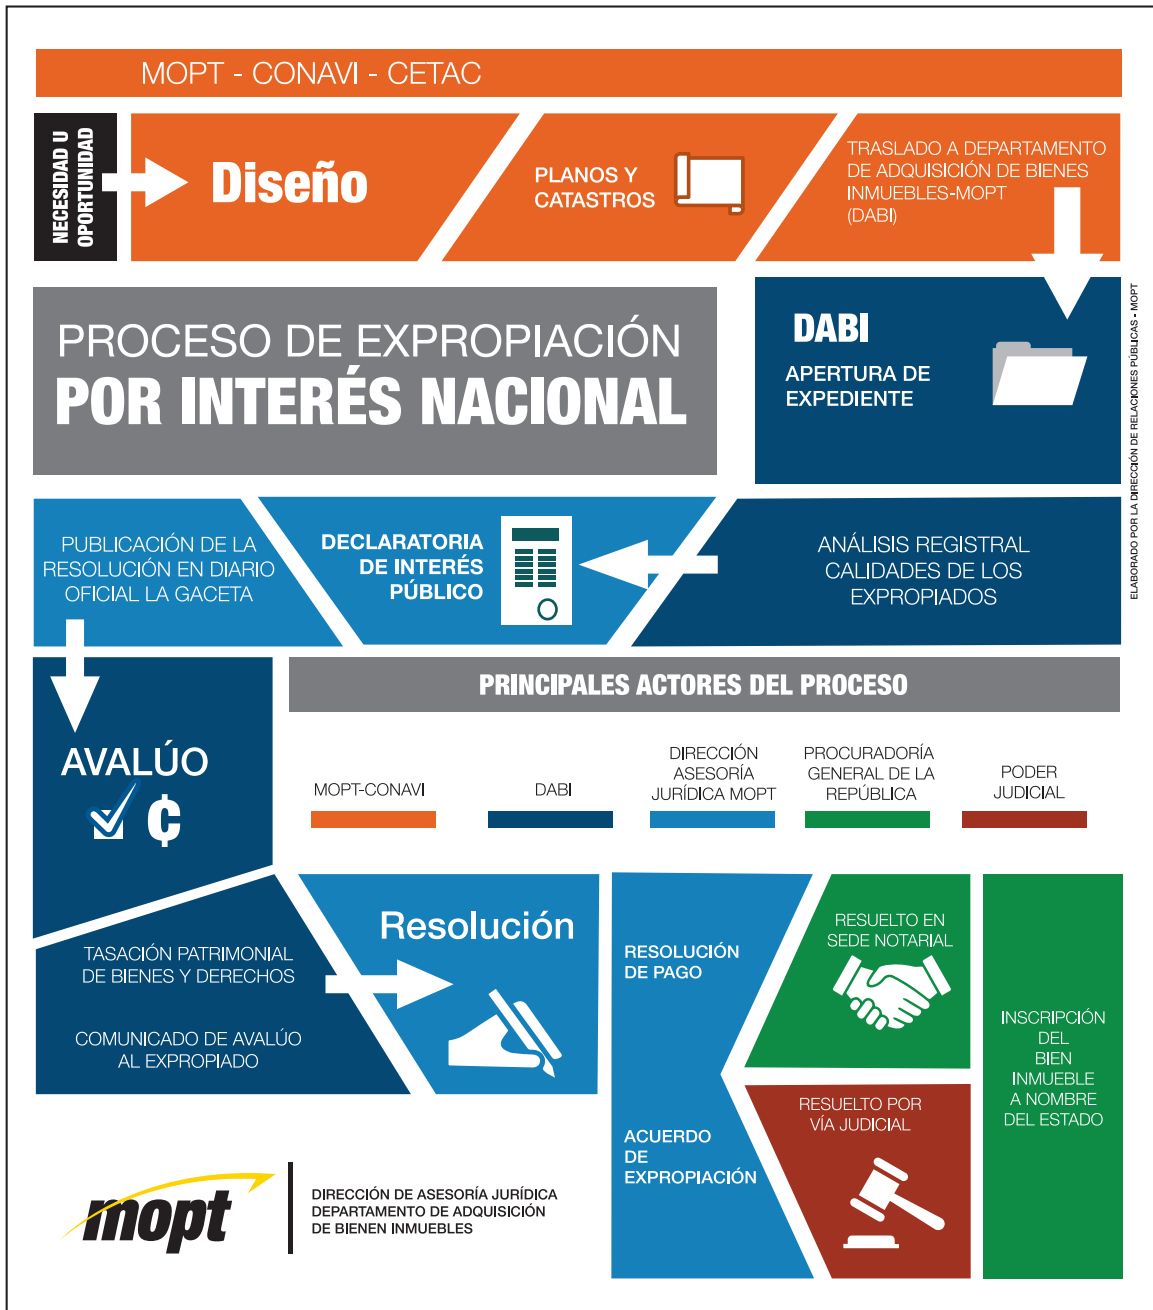 MOPT - CONAVI - CETAC
NECESIDAD U
OPORTUNIDAD
Diseño
PLANOS Y
CATASTROS
TRASLADO A DEPARTAMENTO
DE ADQUISICIÓN DE BIENES
INMUEBLES-MOPT
(DABI)
PROCESO DE EXPROPIACIÓN
POR INTERÉS NACIONAL
DABI
APERTURA DE
EXPEDIENTE
ELABORADO POR LA DIRECCIÓN DE RELACIONES PÚBLICAS - MOPT
ANÁLISIS REGISTRAL
CALIDADES DE LOS
EXPROPIADOS
DECLARATORIA
DE INTERÉS
PÚBLICO
PUBLICACIÓN DE LA
RESOLUCIÓN EN DIARIO
OFICIAL LA GACETA
AVALÚO
₵
PRINCIPALES ACTORES DEL PROCESO
MOPT-CONAVI
DABI
DIRECCIÓN
ASESORÍA
JURÍDICA MOPT
PROCURADORÍA
GENERAL DE LA
REPÚBLICA
PODER
JUDICIAL
TASACIÓN PATRIMONIAL
DE BIENES Y DERECHOS
COMUNICADO DE AVALÚO
AL EXPROPIADO
Resolución
RESOLUCIÓN
DE PAGO
ACUERDO
DE
EXPROPIACIÓN
RESUELTO EN
SEDE NOTARIAL
RESUELTO POR
VÍA JUDICIAL
INSCRIPCIÓN
DEL
BIEN
INMUEBLE
A NOMBRE
DEL ESTADO
mopt
DIRECCIÓN DE ASESORÍA JURÍDICA
DEPARTAMENTO DE ADQUISICIÓN
DE BIENEN INMUEBLES